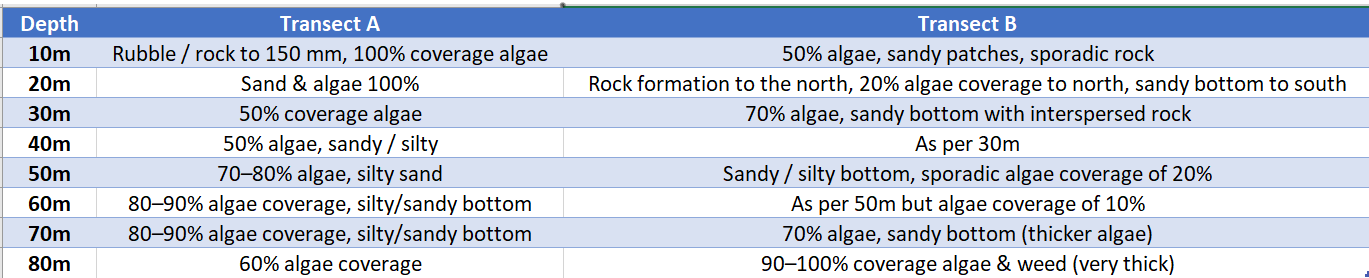 Depth Transect A Transect B
10m Rubble / rock to 150 mm, 100% coverage algae 50% algae, sandy patches, sporadic rock
20m Sand & algae 100% Rock formation to the north, 20% algae coverage to north, sandy bottom to south
30m 50% coverage algae 70% algae, sandy bottom with interspersed rock
40m 50% algae, sandy / silty As per 30m
50m 70–80% algae, silty sand Sandy / silty bottom, sporadic algae coverage of 20%
60m 80–90% algae coverage, silty/sandy bottom As per 50m but algae coverage of 10%
70m 80–90% algae coverage, silty/sandy bottom 70% algae, sandy bottom (thicker algae)
80m 60% algae coverage 90–100% coverage algae & weed (very thick)